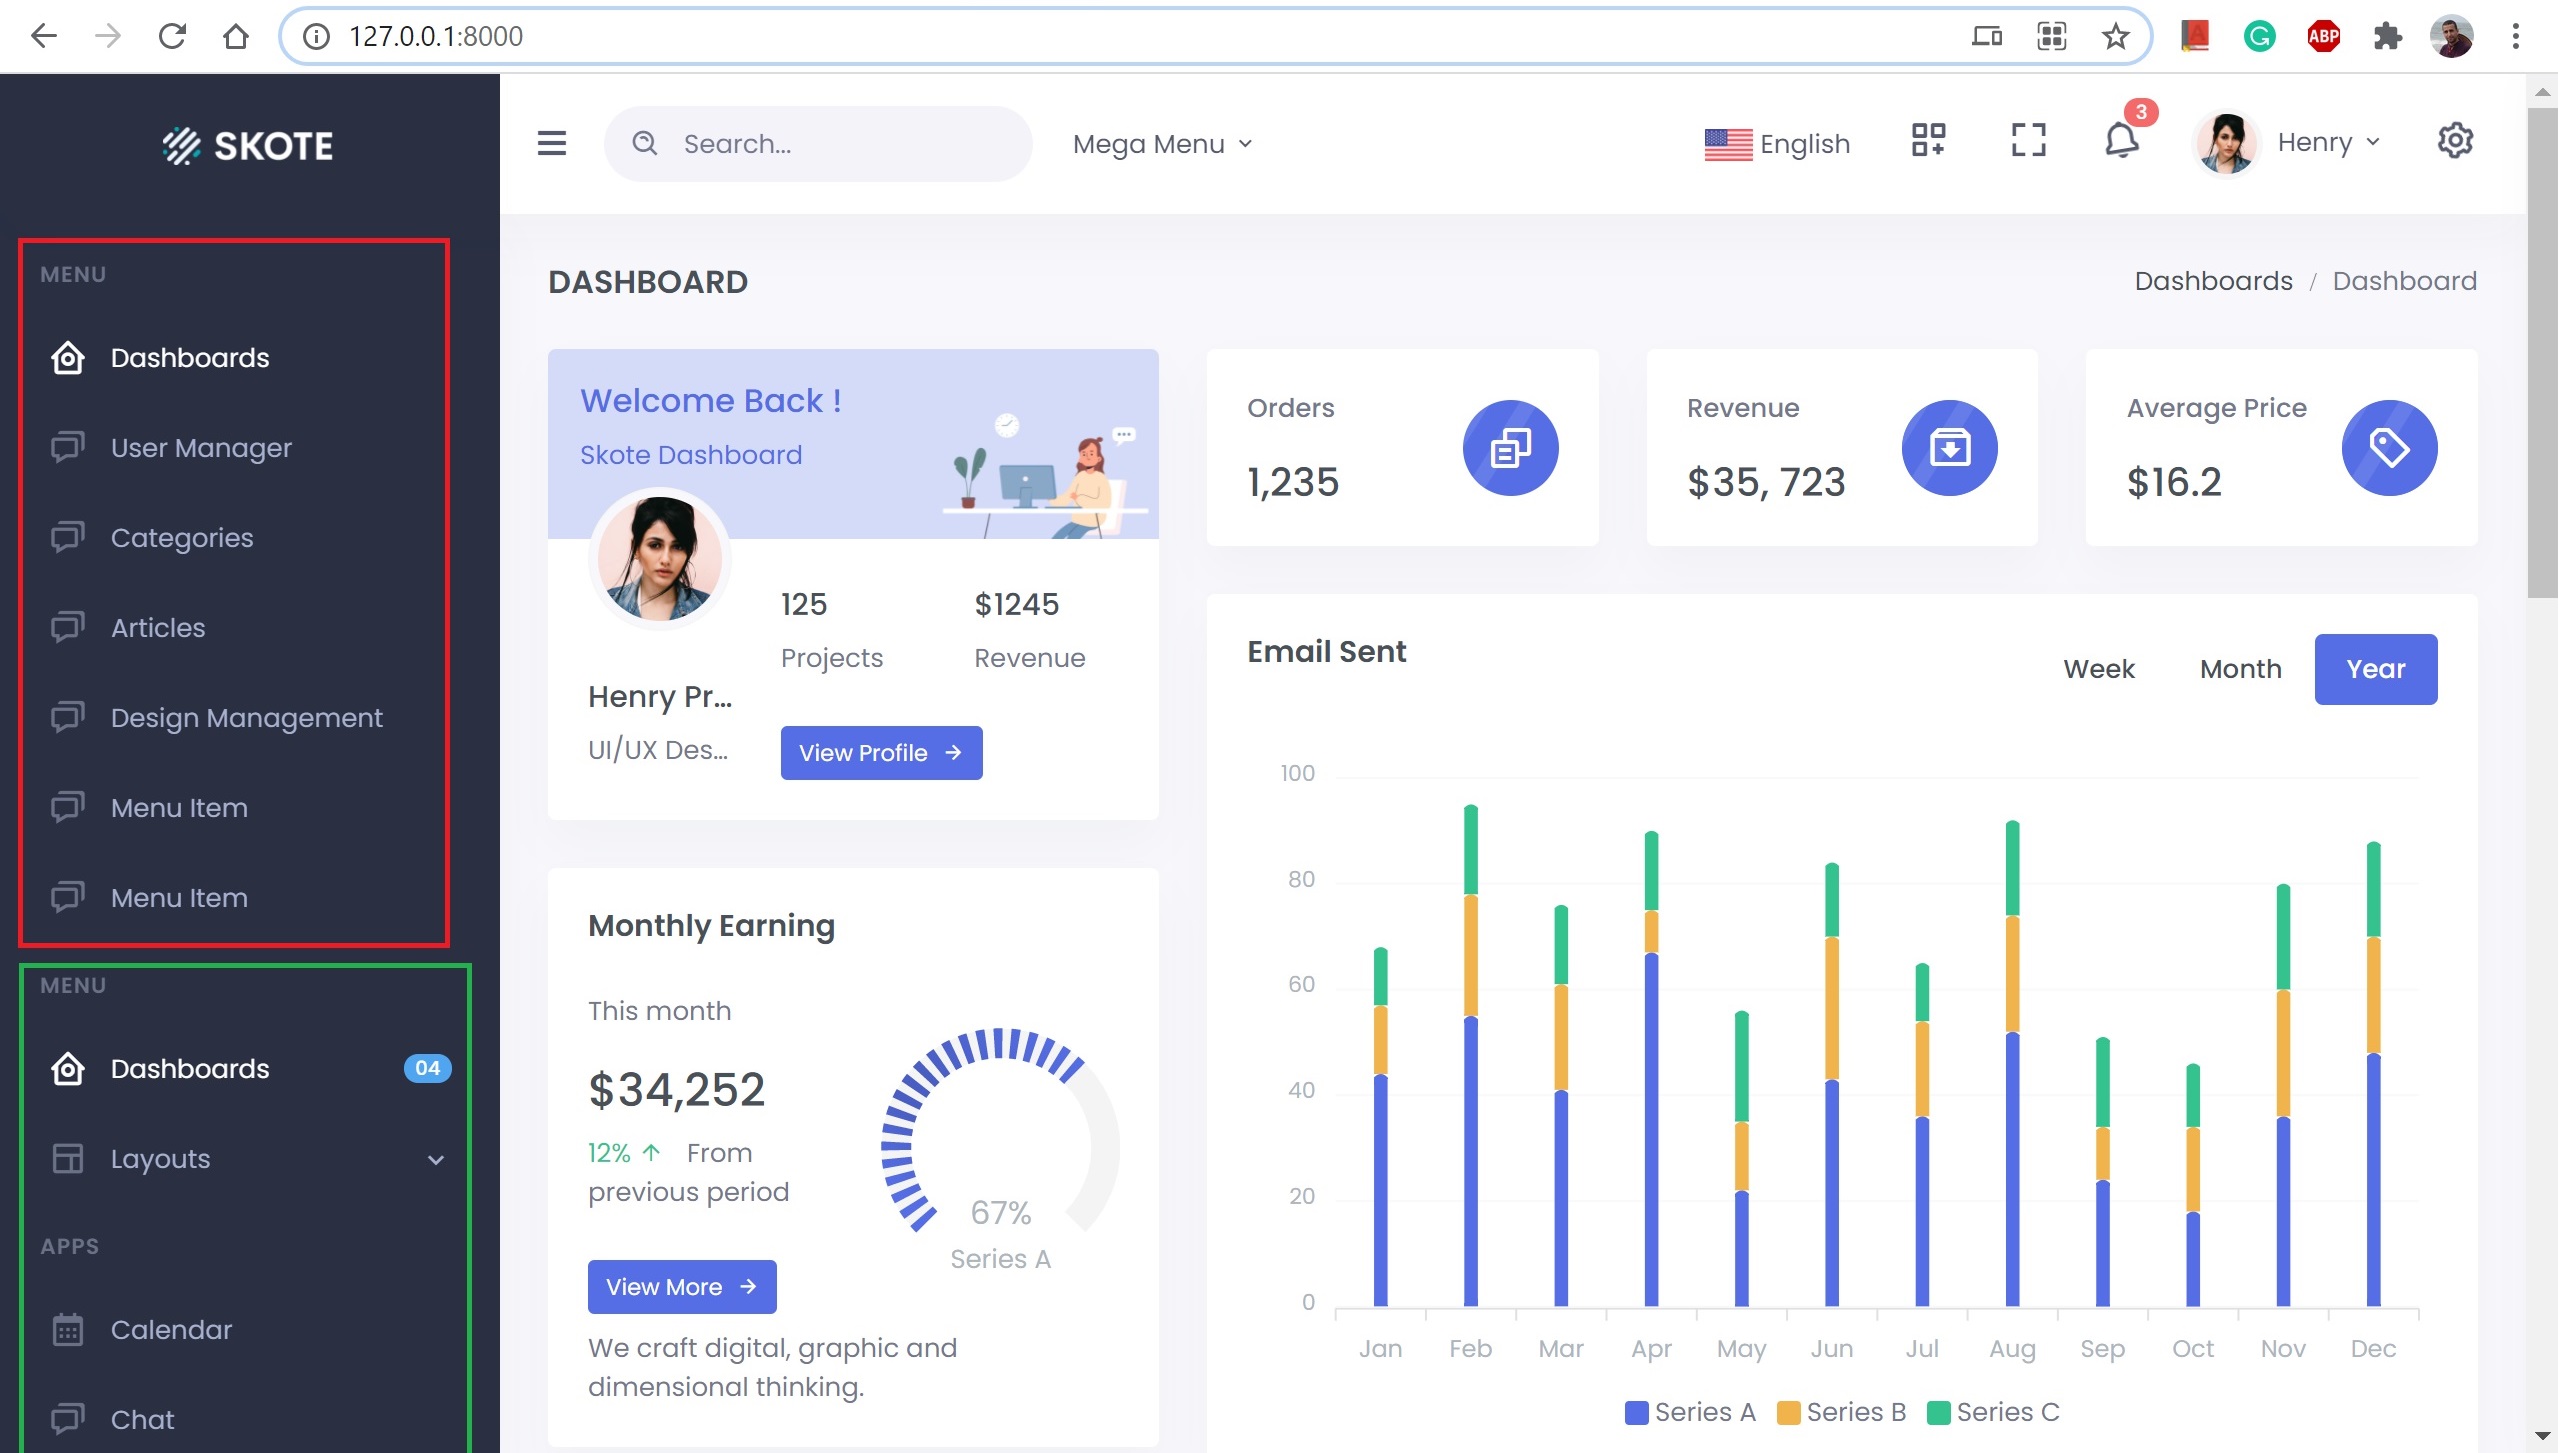 127.0.0.1:8000
ABP
SKOTE
Search...
Mega Menu
English
3
Henry
MENU
Dashboards
User Manager
Categories
Articles
Design Management
Menu Item
Menu Item
MENU
Dashboards
04
Layouts
APPS
Calendar
Chat
DASHBOARD
Dashboards / Dashboard
Welcome Back !
Skote Dashboard
125
$1245
Projects
Revenue
Henry Pr...
UI/UX Des...
View Profile
Orders
1,235
Revenue
$35, 723
Average Price
$16.2
Monthly Earning
This month
$34,252
12% From
previous period
67%
Series A
View More
We craft digital, graphic and
dimensional thinking.
Email Sent
Week
Month
Year
100
80
60
40
20
0
Jan Feb Mar Apr May Jun Jul Aug Sep Oct Nov Dec
Series A Series B Series C